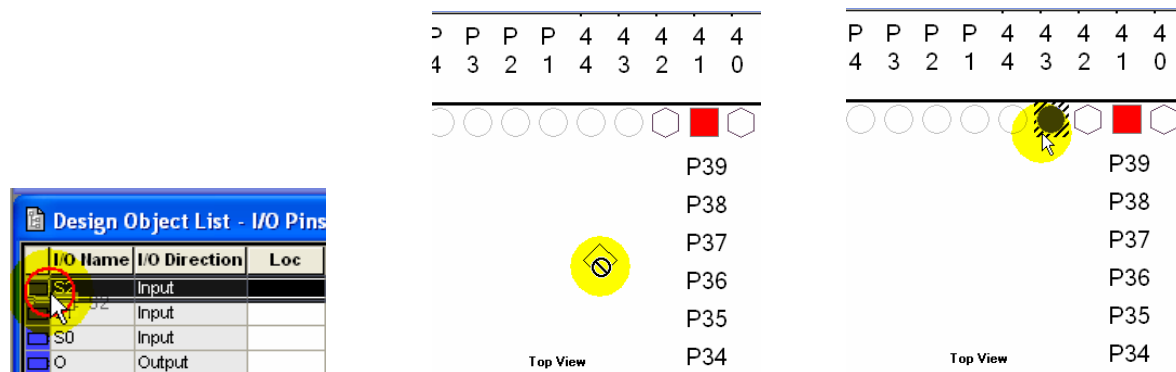 Design Object List - I/O Pins
I/O Name I/O Direction Loc
S2 Input
S2
Input
S0 Input
O Output
P P P P 4 4 4 4 4
4 3 2 1 4 3 2 1 0
P39
P38
P37
P36
P35
Top View P34
P P P P 4 4 4 4 4
4 3 2 1 4 3 2 1 0
P39
P38
P37
P36
P35
Top View P34